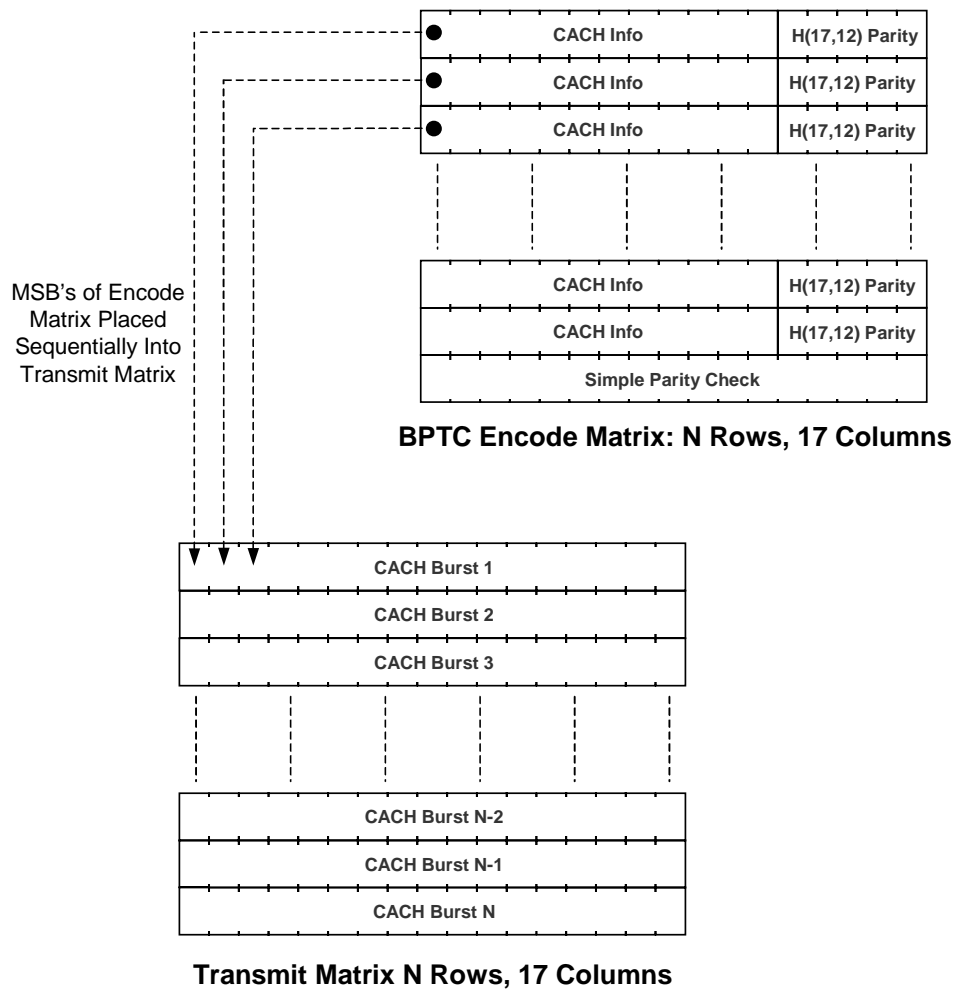 CACH Info H(17,12) Parity
CACH Info H(17,12) Parity
CACH Info H(17,12) Parity
MSB's of Encode
Matrix Placed
Sequentially Into
Transmit Matrix
CACH Info H(17,12) Parity
CACH Info H(17,12) Parity
Simple Parity Check
BPTC Encode Matrix: N Rows, 17 Columns
CACH Burst 1
CACH Burst 2
CACH Burst 3
CACH Burst N-2
CACH Burst N-1
CACH Burst N
Transmit Matrix N Rows, 17 Columns